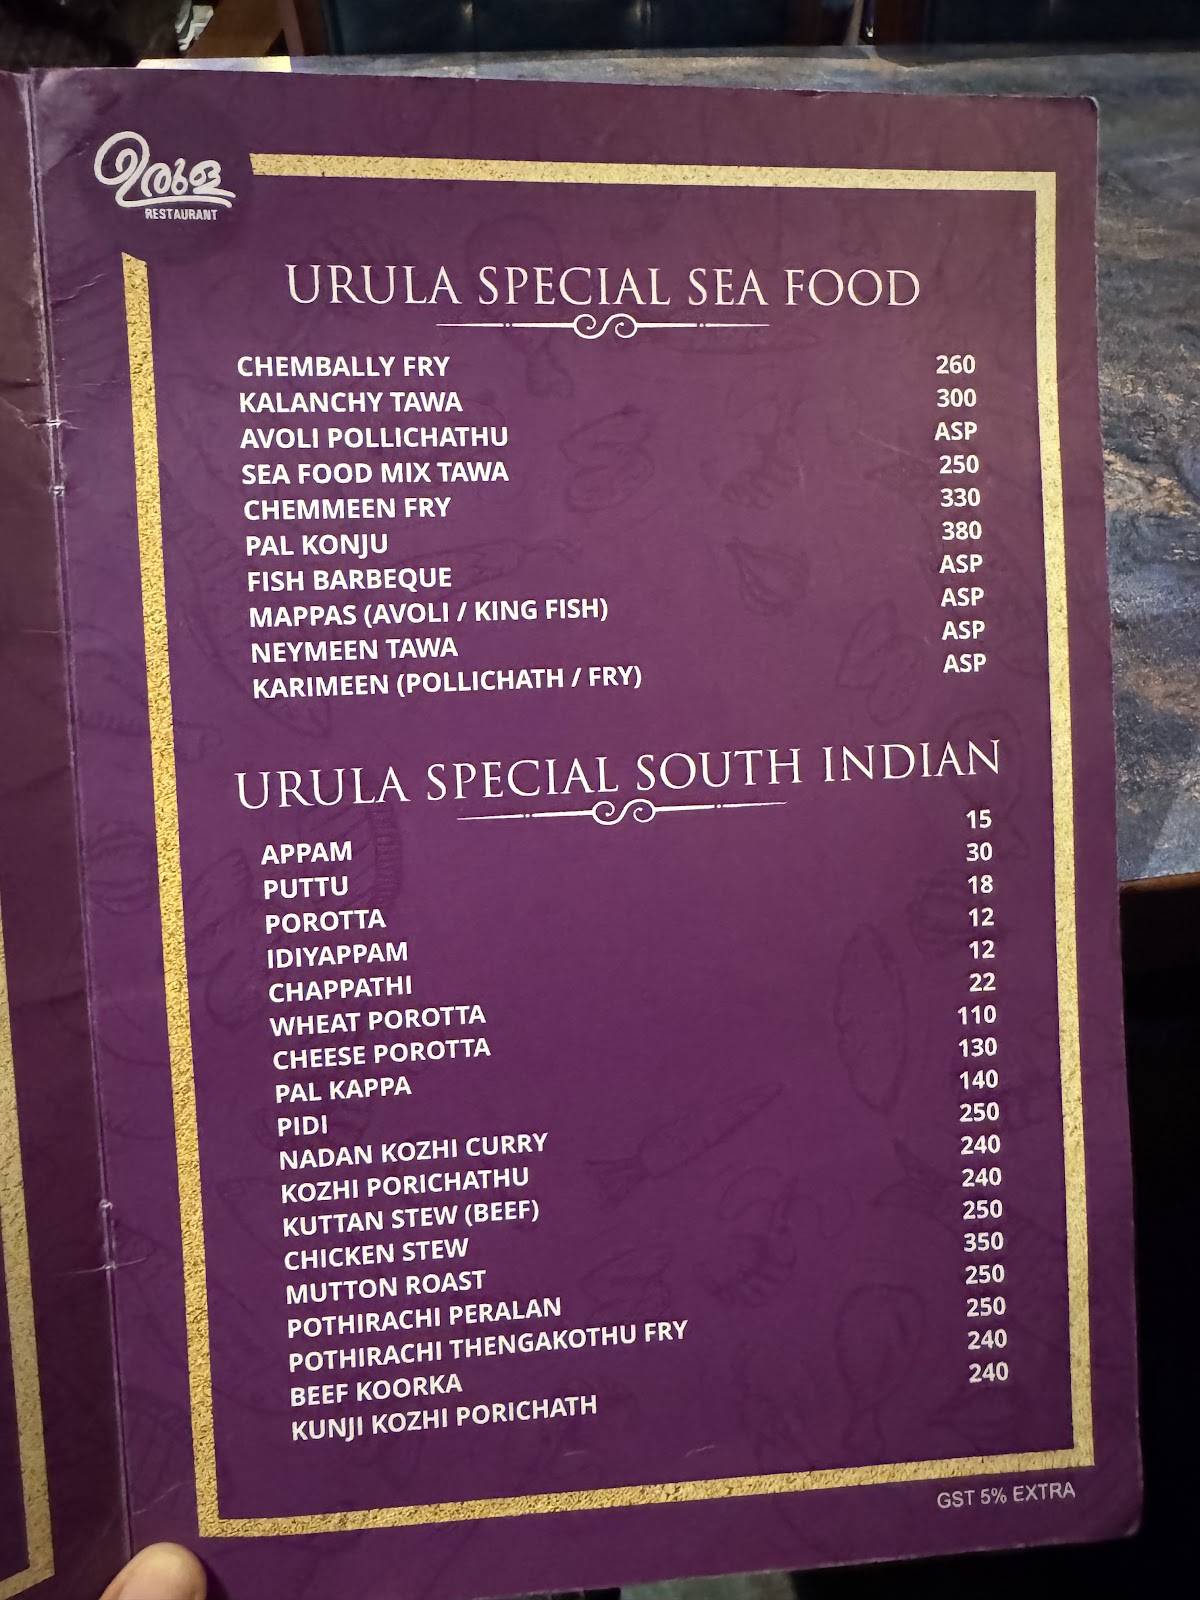 ഉരുള
RESTAURANT
URULA SPECIAL SEA FOOD
CHEMBALLY FRY 260
KALANCHY TAWA 300
AVOLI POLLICHATHU ASP
SEA FOOD MIX TAWA 250
CHEMMEEN FRY 330
PAL KONJU 380
FISH BARBEQUE ASP
MAPPAS (AVOLI / KING FISH) ASP
NEYMEEN TAWA ASP
KARIMEEN (POLLICHATH / FRY) ASP
URULA SPECIAL SOUTH INDIAN
APPAM 15
PUTTU 30
POROTTA 18
IDIYAPPAM 12
CHAPPATHI 12
WHEAT POROTTA 22
CHEESE POROTTA 110
PAL KAPPA 130
PIDI 140
NADAN KOZHI CURRY 250
KOZHI PORICHATHU 240
KUTTAN STEW (BEEF) 240
CHICKEN STEW 250
MUTTON ROAST 350
POTHIRACHI PERALAN 250
POTHIRACHI THENGAKOTHU FRY 250
BEEF KOORKA 240
KUNJI KOZHI PORICHATH 240
GST 5% EXTRA